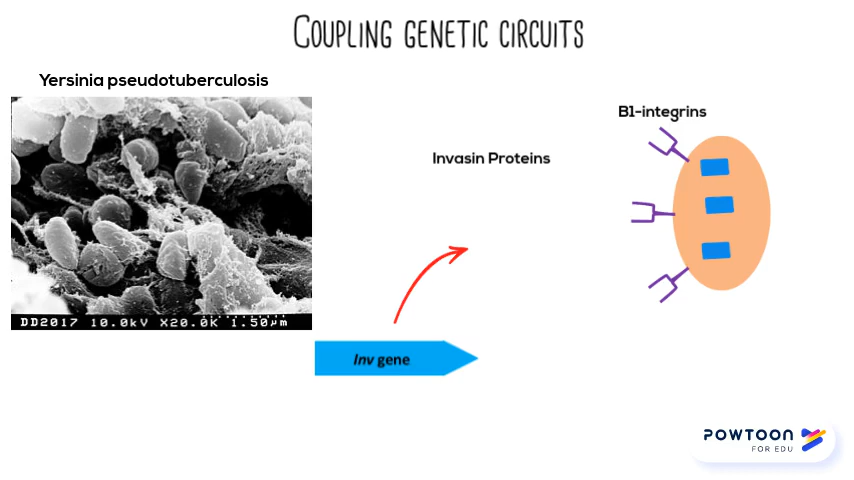 COUPLING GENETIC CIRCUITS
Yersinia pseudotuberculosis
B1-integrins
Invasin Proteins
DD2017 10.0kV X20.0K 1.50µm
Inv gene
POWTOON
FOR EDU